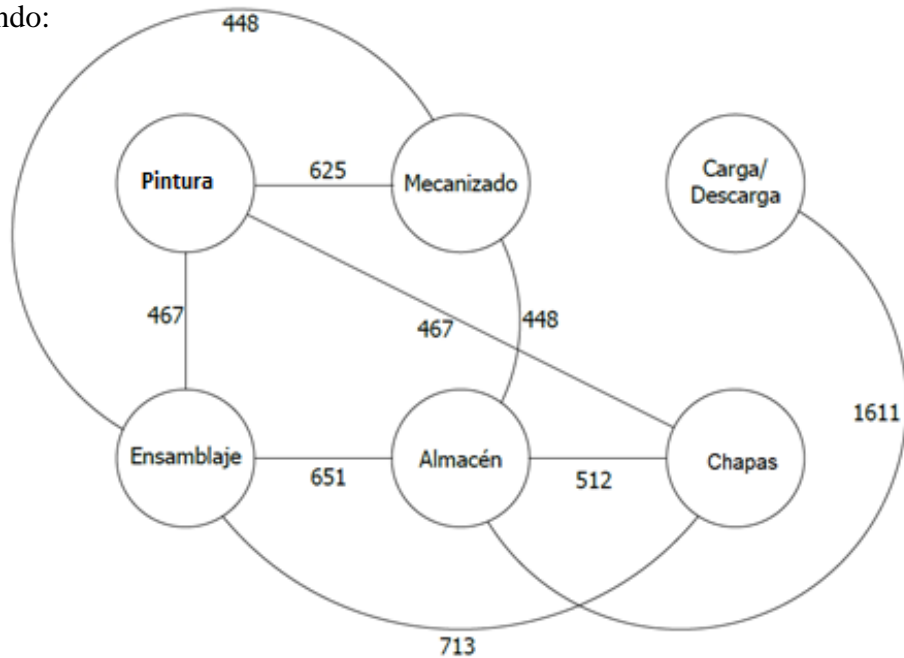 ndo:
448
Pintura
625
Mecanizado
Carga/
Descarga
467
467
448
1611
Ensamblaje
651
Almacén
512
Chapas
713